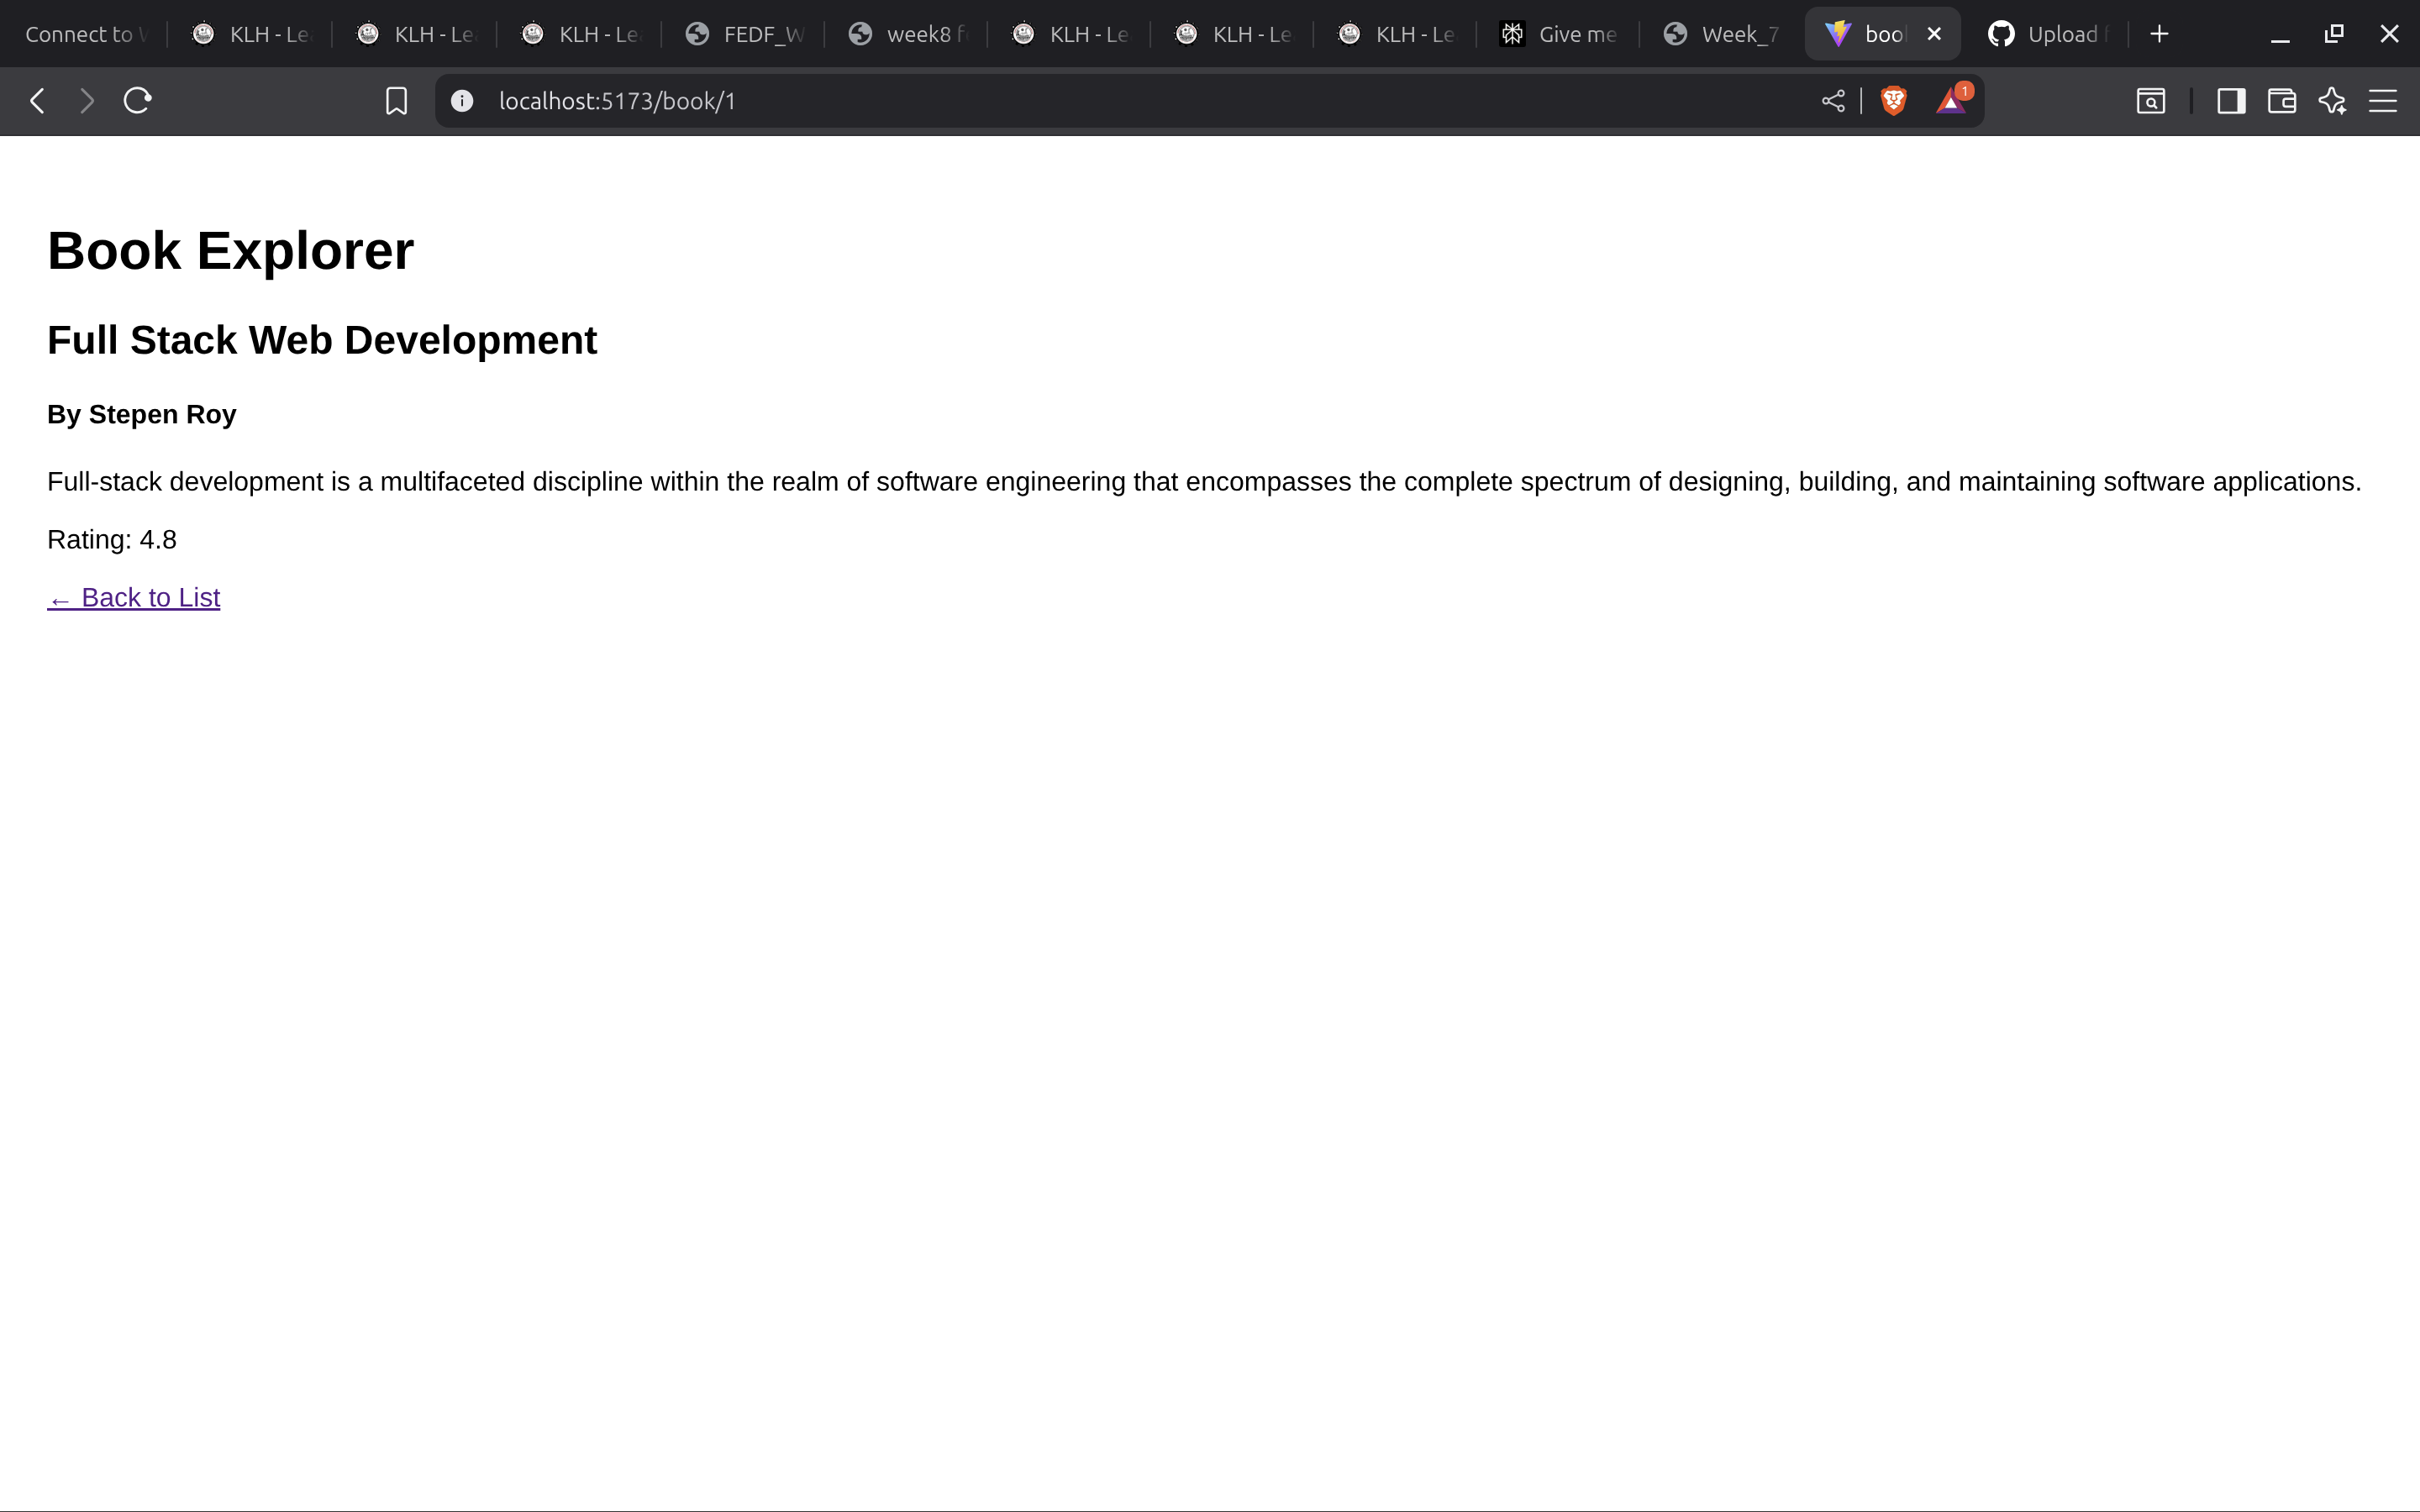 Connect to
KLH - Le
KLH - Le
KLH - Le
FEDF_W
week8 f
KLH - Le
KLH - Le
KLH - Le
Give me
Week_7
boo
Upload f
localhost:5173/book/1
1
Book Explorer
Full Stack Web Development
By Stepen Roy
Full-stack development is a multifaceted discipline within the realm of software engineering that encompasses the complete spectrum of designing, building, and maintaining software applications.
Rating: 4.8
← Back to List